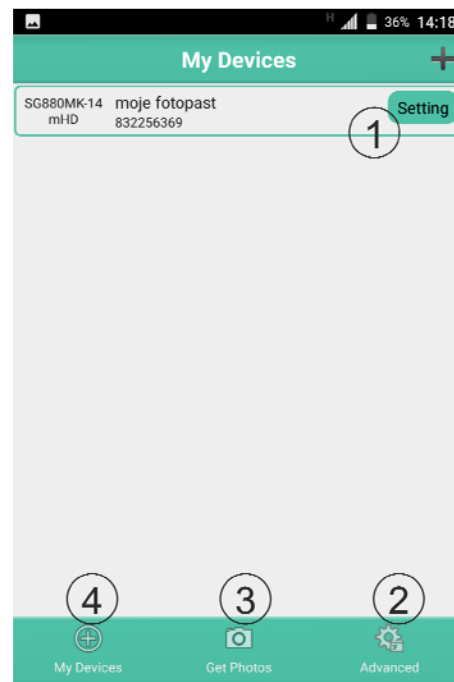 H 36% 14:18
My Devices +
SG880MK-14 moje fotopast Setting
mHD 832256369
1
4 3 2
My Devices Get Photos Advanced